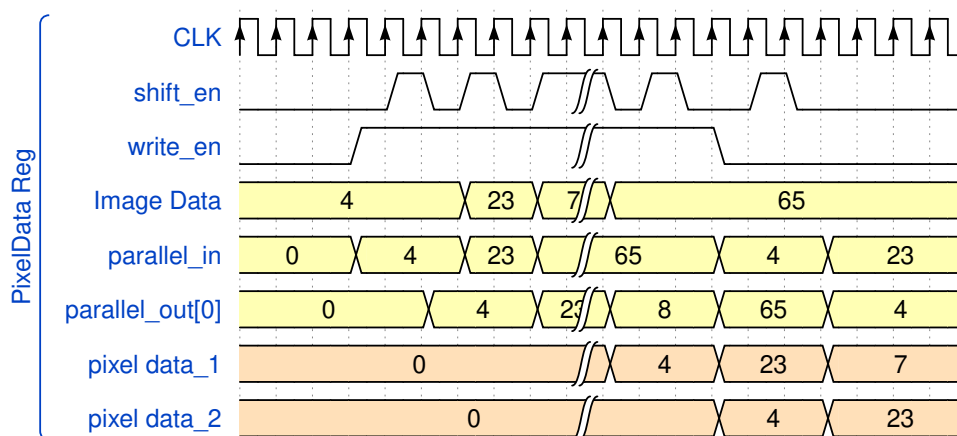 PixelData Reg
CLK
shift_en
write_en
Image Data 4 23 7 65
parallel_in 0 4 23 65 4 23
parallel_out[0] 0 4 23 8 65 4
pixel data_1 0 4 23 7
pixel data_2 0 4 23